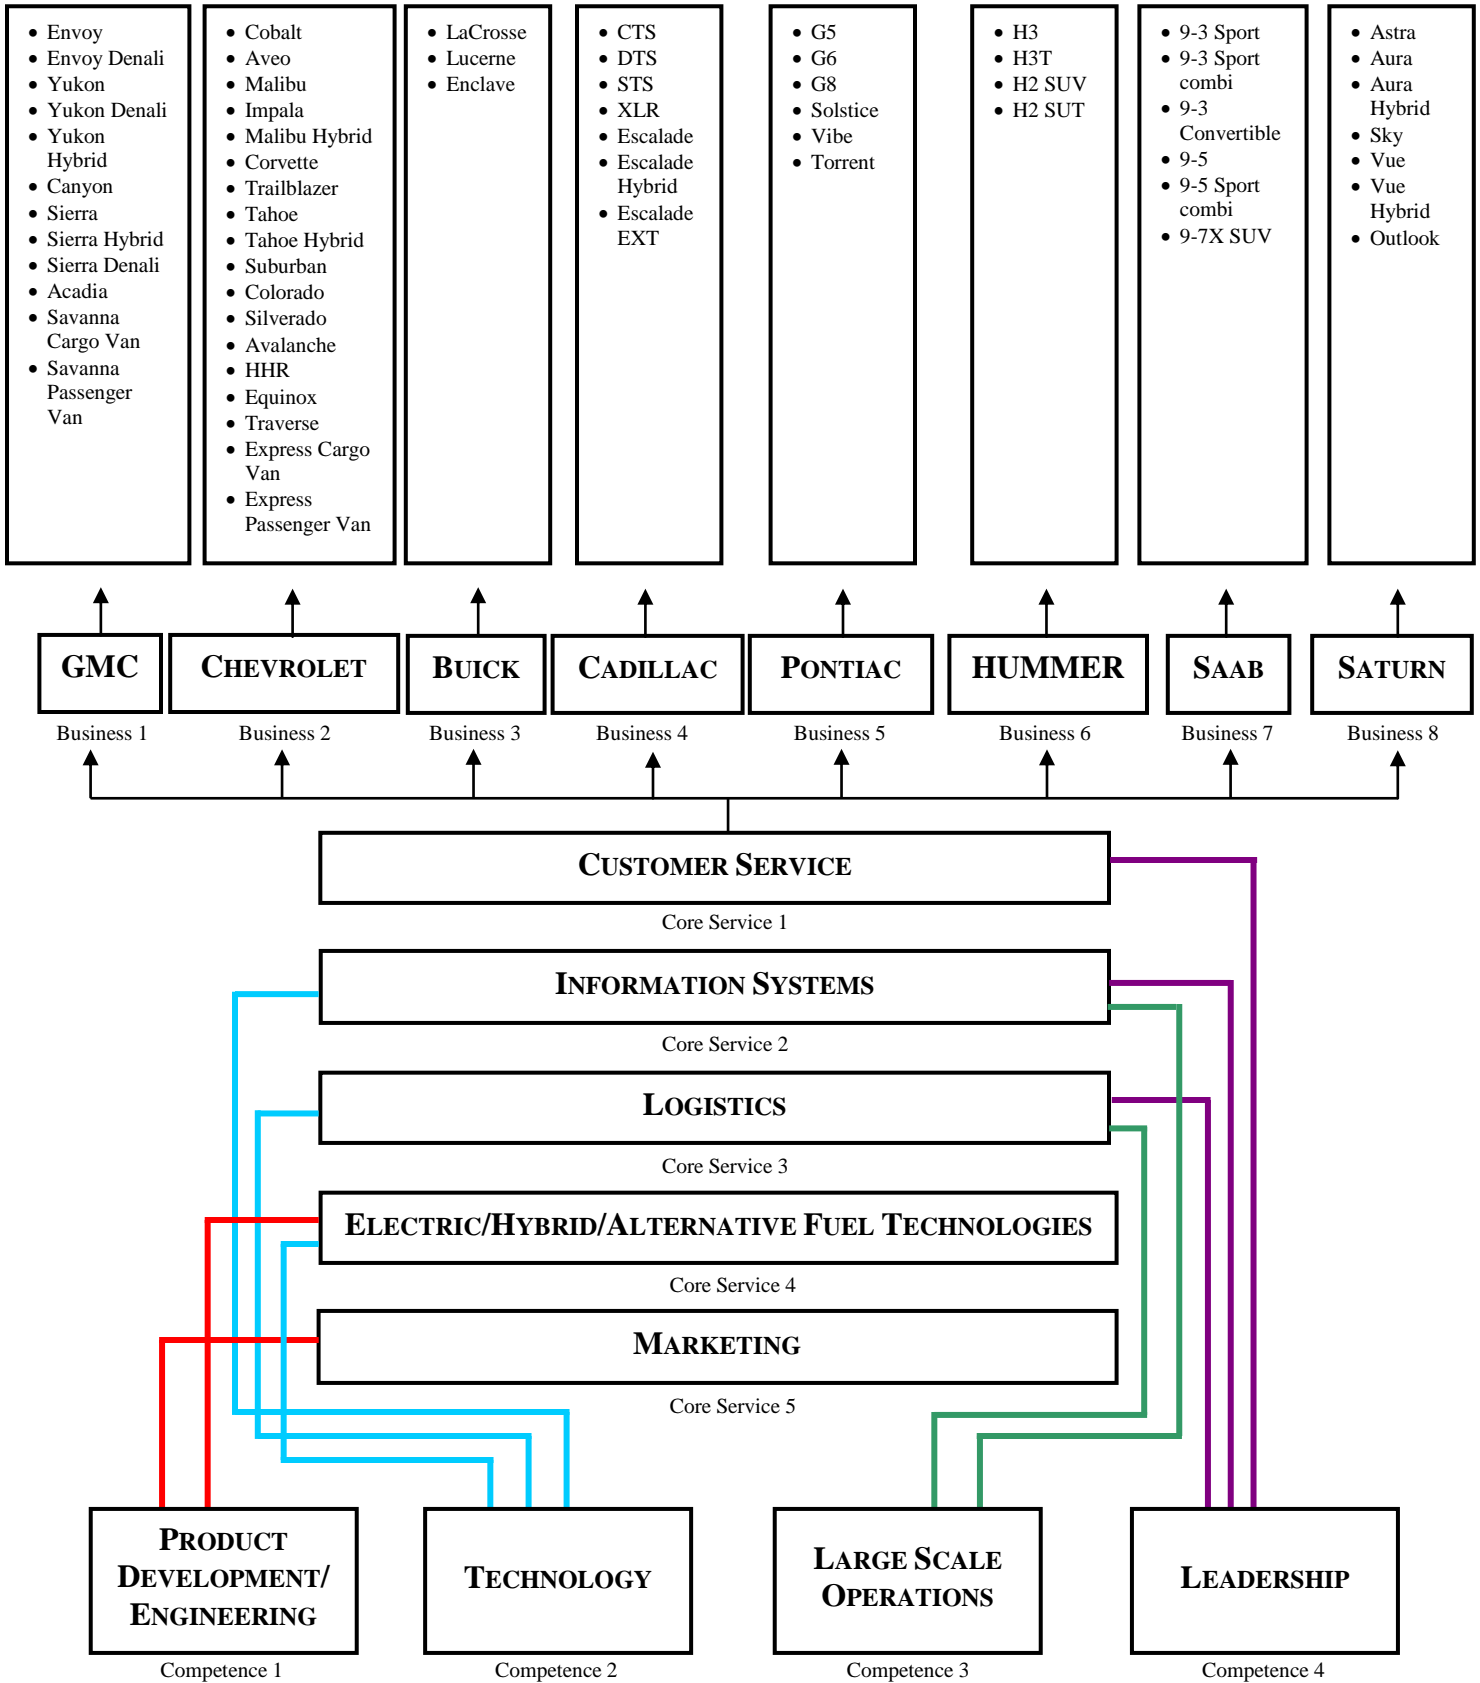 • Envoy
• Envoy Denali
• Yukon
• Yukon Denali
• Yukon
Hybrid
• Canyon
• Sierra
• Sierra Hybrid
• Sierra Denali
• Acadia
• Savanna
Cargo Van
• Savanna
Passenger
Van
• Cobalt
• Aveo
• Malibu
• Impala
• Malibu Hybrid
• Corvette
• Trailblazer
• Tahoe
• Tahoe Hybrid
• Suburban
• Colorado
• Silverado
• Avalanche
• HHR
• Equinox
• Traverse
• Express Cargo
Van
• Express
Passenger Van
• LaCrosse
• Lucerne
• Enclave
• CTS
• DTS
• STS
• XLR
• Escalade
• Escalade
Hybrid
• Escalade
EXT
• G5
• G6
• G8
• Solstice
• Vibe
• Torrent
• H3
• H3T
• H2 SUV
• H2 SUT
• 9-3 Sport
• 9-3 Sport
combi
• 9-3
Convertible
• 9-5
• 9-5 Sport
combi
• 9-7X SUV
• Astra
• Aura
• Aura
Hybrid
• Sky
• Vue
• Vue
Hybrid
• Outlook
GMC
CHEVROLET
BUICK
CADILLAC
PONTIAC
HUMMER
SAAB
SATURN
Business 1
Business 2
Business 3
Business 4
Business 5
Business 6
Business 7
Business 8
CUSTOMER SERVICE
Core Service 1
INFORMATION SYSTEMS
Core Service 2
LOGISTICS
Core Service 3
ELECTRIC/HYBRID/ALTERNATIVE FUEL TECHNOLOGIES
Core Service 4
MARKETING
Core Service 5
PRODUCT
DEVELOPMENT/
ENGINEERING
TECHNOLOGY
LARGE SCALE
OPERATIONS
LEADERSHIP
Competence 1
Competence 2
Competence 3
Competence 4